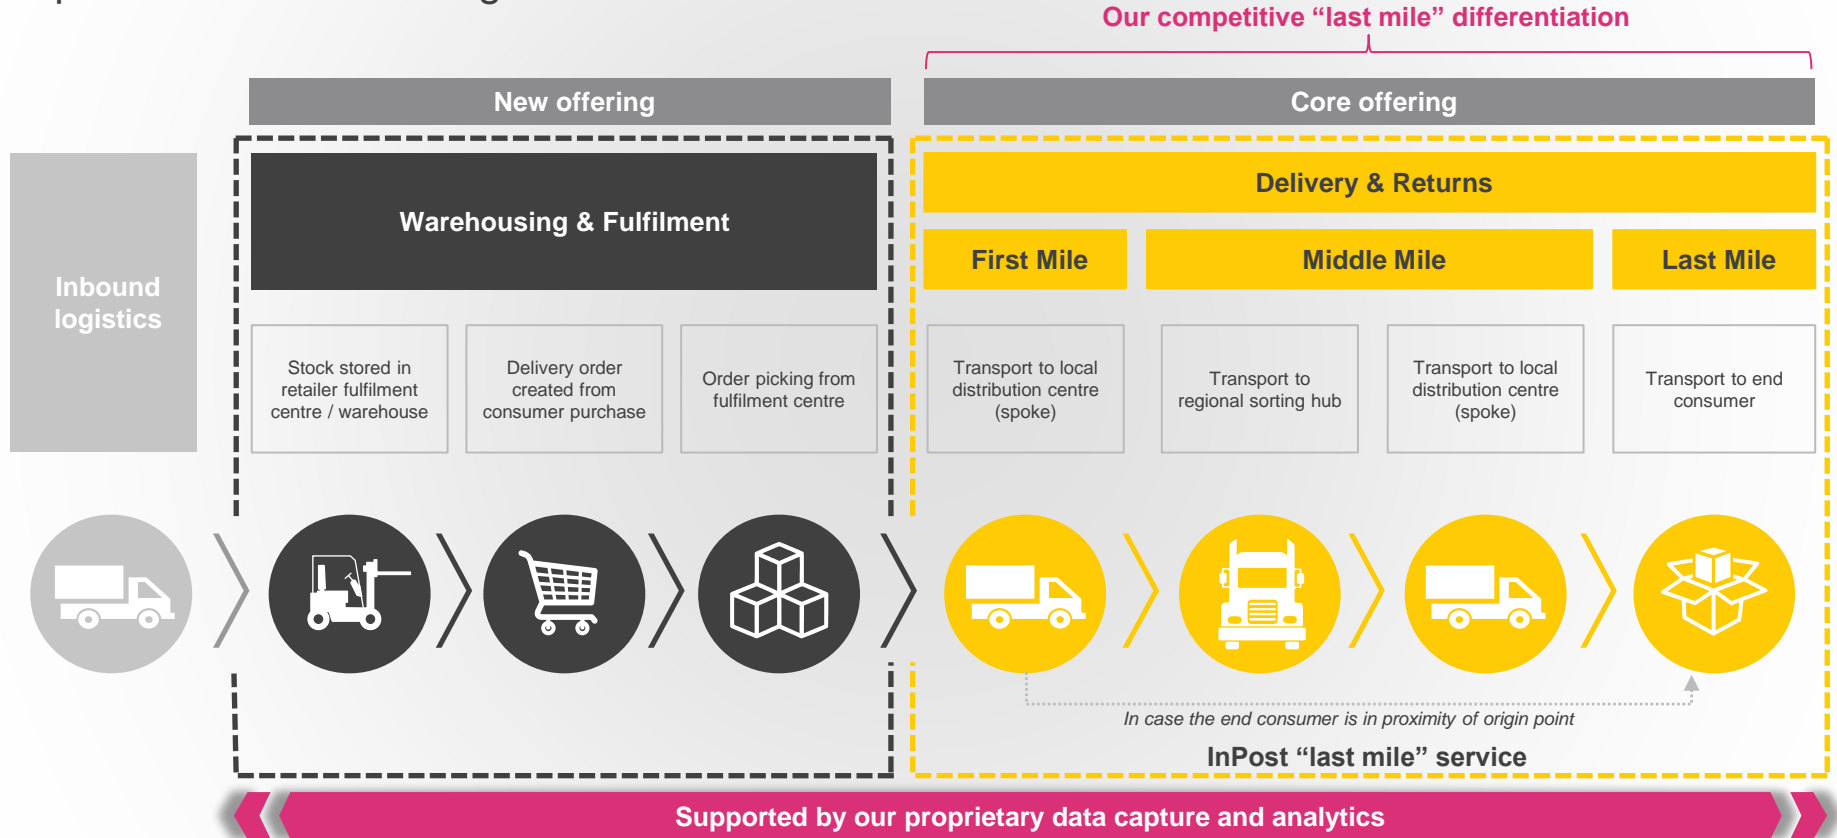 Our competitive “last mile” differentiation
New offering
Core offering
Inbound
logistics
Warehousing & Fulfilment
Delivery & Returns
First Mile
Middle Mile
Last Mile
Stock stored in
retailer fulfilment
centre / warehouse
Delivery order
created from
consumer purchase
Order picking from
fulfilment centre
Transport to local
distribution centre
(spoke)
Transport to
regional sorting hub
Transport to local
distribution centre
(spoke)
Transport to end
consumer
In case the end consumer is in proximity of origin point
InPost “last mile” service
Supported by our proprietary data capture and analytics